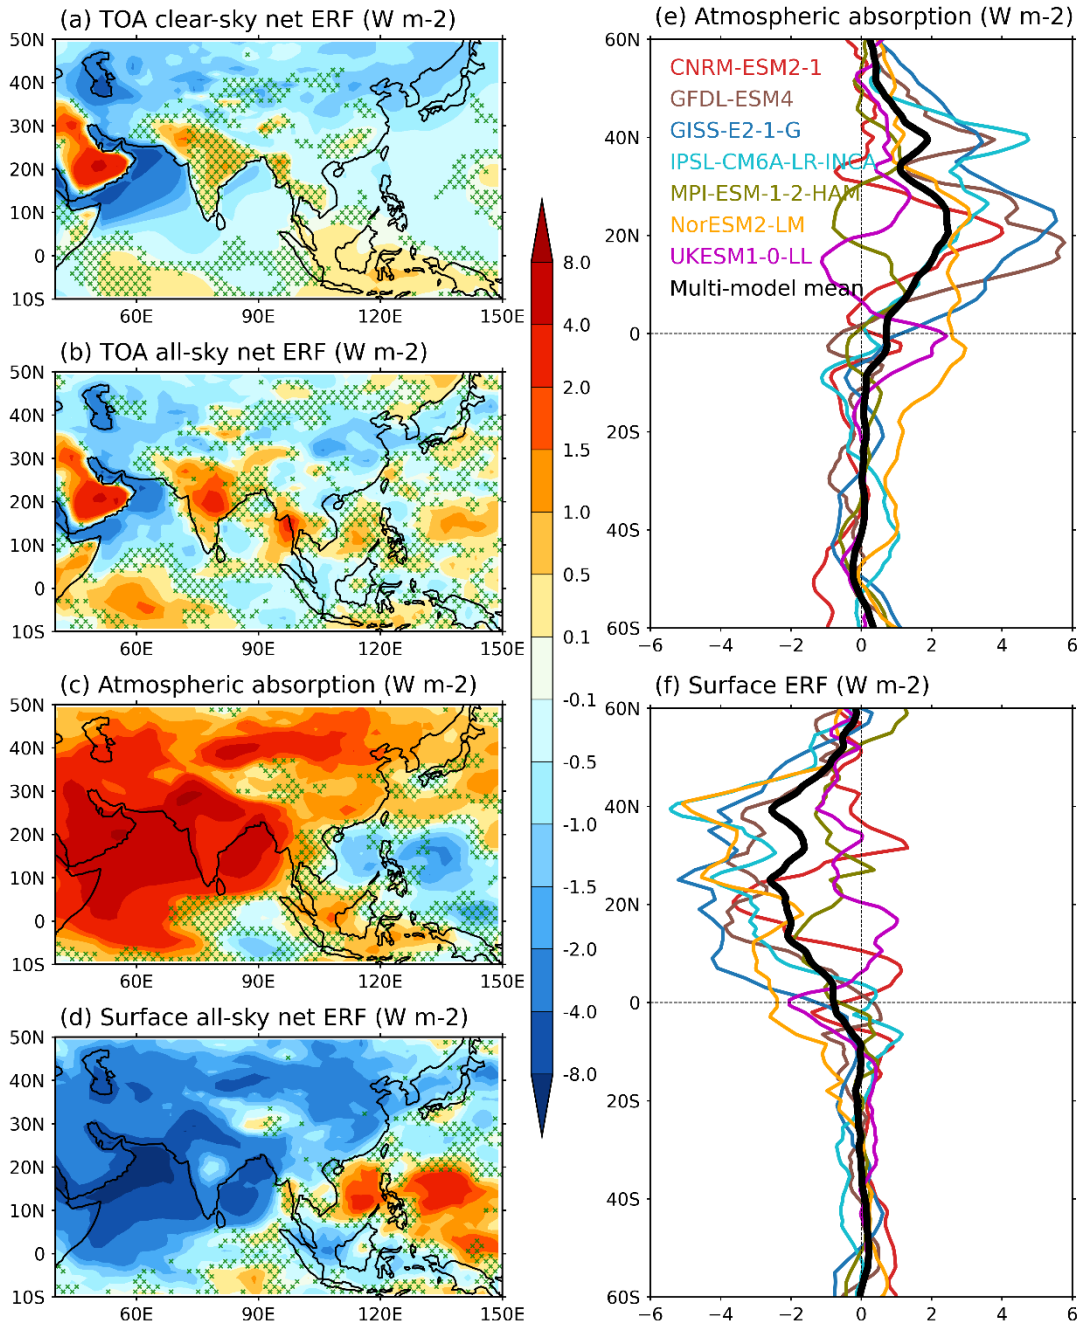 (a) TOA clear-sky net ERF (W m-2)
50N
40N
30N
20N
10N
0
10S
60E 90E 120E 150E
(b) TOA all-sky net ERF (W m-2)
50N
40N
30N
20N
10N
0
10S
60E 90E 120E 150E
(c) Atmospheric absorption (W m-2)
50N
40N
30N
20N
10N
0
10S
60E 90E 120E 150E
(d) Surface all-sky net ERF (W m-2)
50N
40N
30N
20N
10N
0
10S
60E 90E 120E 150E
8.0
4.0
2.0
1.5
1.0
0.5
0.1
-0.1
-0.5
-1.0
-1.5
-2.0
-4.0
-8.0
(e) Atmospheric absorption (W m-2)
60N
40N
20N
0
20S
40S
60S
CNRM-ESM2-1
GFDL-ESM4
GISS-E2-1-G
IPSL-CM6A-LR-INCA
MPI-ESM-1-2-HAM
NorESM2-LM
UKESM1-0-LL
Multi-model mean
−6 −4 −2 0 2 4 6
(f) Surface ERF (W m-2)
60N
40N
20N
0
20S
40S
60S
−6 −4 −2 0 2 4 6